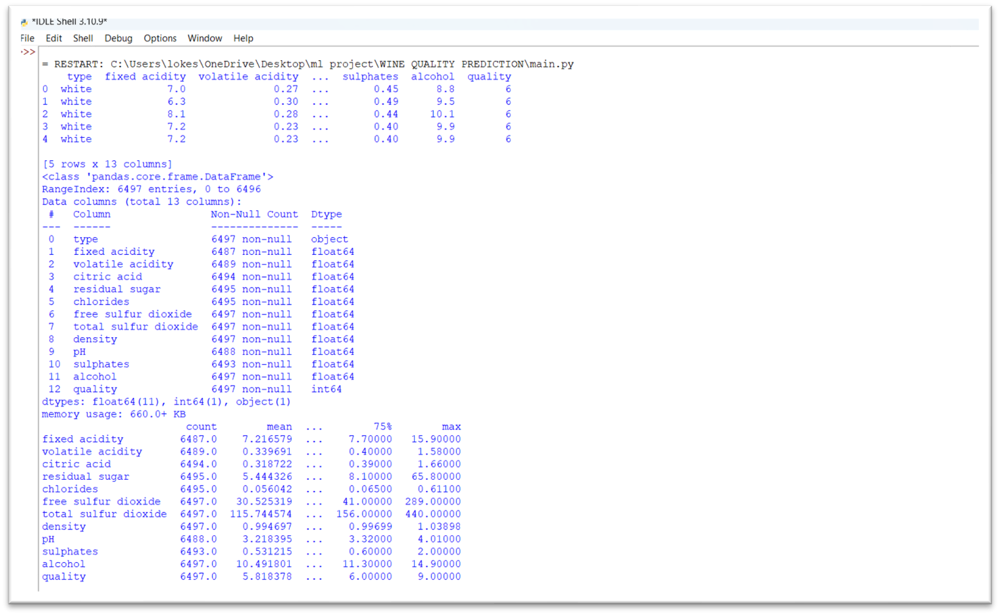 *IDLE Shell 3.10.9*
File Edit Shell Debug Options Window Help
>>>
= RESTART: C:\Users\lokes\OneDrive\Desktop\ml project\WINE QUALITY PREDICTION\main.py
type fixed acidity volatile acidity ... sulphates alcohol quality
0 white 7.0 0.27 ... 0.45 8.8 6
1 white 6.3 0.30 ... 0.49 9.5 6
2 white 8.1 0.28 ... 0.44 10.1 6
3 white 7.2 0.23 ... 0.40 9.9 6
4 white 7.2 0.23 ... 0.40 9.9 6
[5 rows x 13 columns]
<class 'pandas.core.frame.DataFrame'>
RangeIndex: 6497 entries, 0 to 6496
Data columns (total 13 columns):
# Column Non-Null Count Dtype
--- ------ -------------- -----
0 type 6497 non-null object
1 fixed acidity 6487 non-null float64
2 volatile acidity 6489 non-null float64
3 citric acid 6494 non-null float64
4 residual sugar 6495 non-null float64
5 chlorides 6495 non-null float64
6 free sulfur dioxide 6497 non-null float64
7 total sulfur dioxide 6497 non-null float64
8 density 6497 non-null float64
9 pH 6488 non-null float64
10 sulphates 6493 non-null float64
11 alcohol 6497 non-null float64
12 quality 6497 non-null int64
dtypes: float64(11), int64(1), object(1)
memory usage: 660.0+ KB
count mean ... 75% max
fixed acidity 6487.0 7.216579 ... 7.70000 15.90000
volatile acidity 6489.0 0.339691 ... 0.40000 1.58000
citric acid 6494.0 0.318722 ... 0.39000 1.66000
residual sugar 6495.0 5.444326 ... 8.10000 65.80000
chlorides 6495.0 0.056042 ... 0.06500 0.61100
free sulfur dioxide 6497.0 30.525319 ... 41.00000 289.00000
total sulfur dioxide 6497.0 115.744574 ... 156.00000 440.00000
density 6497.0 0.994697 ... 0.99699 1.03898
pH 6488.0 3.218395 ... 3.32000 4.01000
sulphates 6493.0 0.531215 ... 0.60000 2.00000
alcohol 6497.0 10.491801 ... 11.30000 14.90000
quality 6497.0 5.818378 ... 6.00000 9.00000